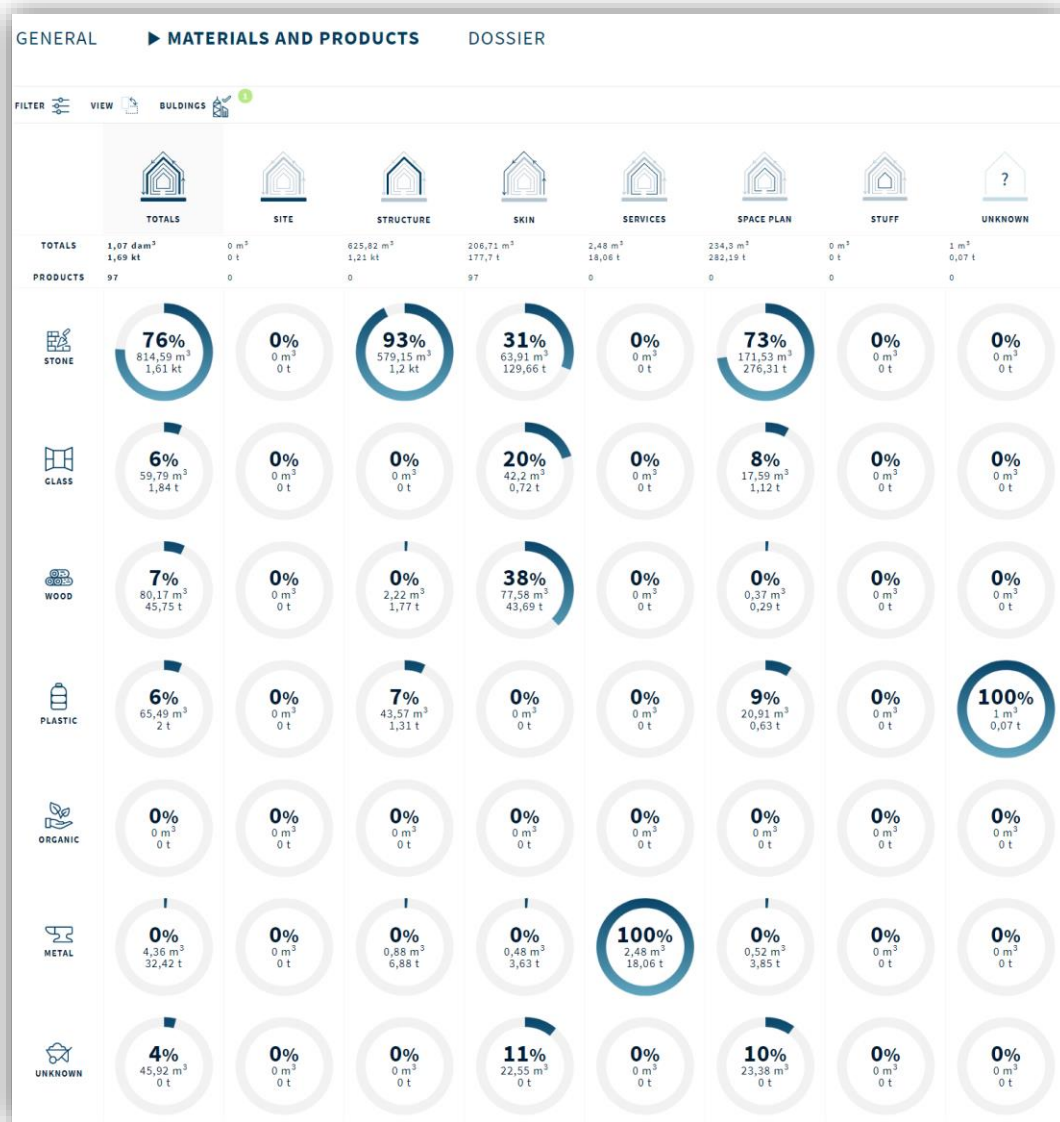 GENERAL ▶ MATERIALS AND PRODUCTS DOSSIER
FILTER VIEW BULDINGS 1
?
TOTALS SITE STRUCTURE SKIN SERVICES SPACE PLAN STUFF UNKNOWN
TOTALS 1,07 dam³ 0 m³ 625,82 m³ 206,71 m³ 2,48 m³ 234,3 m³ 0 m³ 1 m³
1,69 kt 0 t 1,21 kt 177,7 t 18,06 t 282,19 t 0 t 0,07 t
PRODUCTS 97 0 0 97 0 0 0 0
STONE
76% 0% 93% 31% 0% 73% 0% 0%
814,59 m³ 0 m³ 579,15 m³ 63,91 m³ 0 m³ 171,53 m³ 0 m³ 0 m³
1,61 kt 0 t 1,2 kt 129,66 t 0 t 276,31 t 0 t 0 t
GLASS
6% 0% 0% 20% 0% 8% 0% 0%
59,79 m³ 0 m³ 0 m³ 42,2 m³ 0 m³ 17,59 m³ 0 m³ 0 m³
1,84 t 0 t 0 t 0,72 t 0 t 1,12 t 0 t 0 t
WOOD
7% 0% 0% 38% 0% 0% 0% 0%
80,17 m³ 0 m³ 2,22 m³ 77,58 m³ 0 m³ 0,37 m³ 0 m³ 0 m³
45,75 t 0 t 1,77 t 43,69 t 0 t 0,29 t 0 t 0 t
PLASTIC
6% 0% 7% 0% 0% 9% 0% 100%
65,49 m³ 0 m³ 43,57 m³ 0 m³ 0 m³ 20,91 m³ 0 m³ 1 m³
2 t 0 t 1,31 t 0 t 0 t 0,63 t 0 t 0,07 t
ORGANIC
0% 0% 0% 0% 0% 0% 0% 0%
0 m³ 0 m³ 0 m³ 0 m³ 0 m³ 0 m³ 0 m³ 0 m³
0 t 0 t 0 t 0 t 0 t 0 t 0 t 0 t
METAL
0% 0% 0% 0% 100% 0% 0% 0%
4,36 m³ 0 m³ 0,88 m³ 0,48 m³ 2,48 m³ 0,52 m³ 0 m³ 0 m³
32,42 t 0 t 6,88 t 3,63 t 18,06 t 3,85 t 0 t 0 t
UNKNOWN
4% 0% 0% 11% 0% 10% 0% 0%
45,92 m³ 0 m³ 0 m³ 22,55 m³ 0 m³ 23,38 m³ 0 m³ 0 m³
0 t 0 t 0 t 0 t 0 t 0 t 0 t 0 t